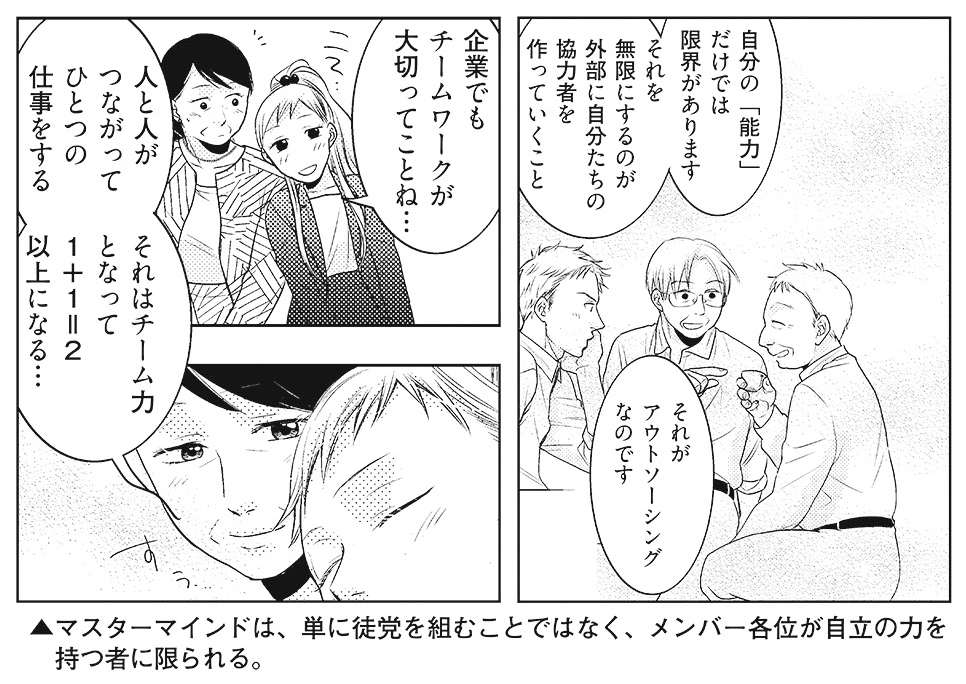 自分の「能力」
だけでは
限界があります
それを
無限にするのが
外部に自分たちの
協力者を
作っていくこと
それが
アウトソーシング
なのです
企業でも
チームワークが
大切ってことね…
人と人が
つながって
ひとつの
仕事をする
それはチーム力
となって
1+1=2
以上になる…
すぅ
▲マスターマインドは、単に徒党を組むことではなく、メンバー各位が自立の力を
持つ者に限られる。